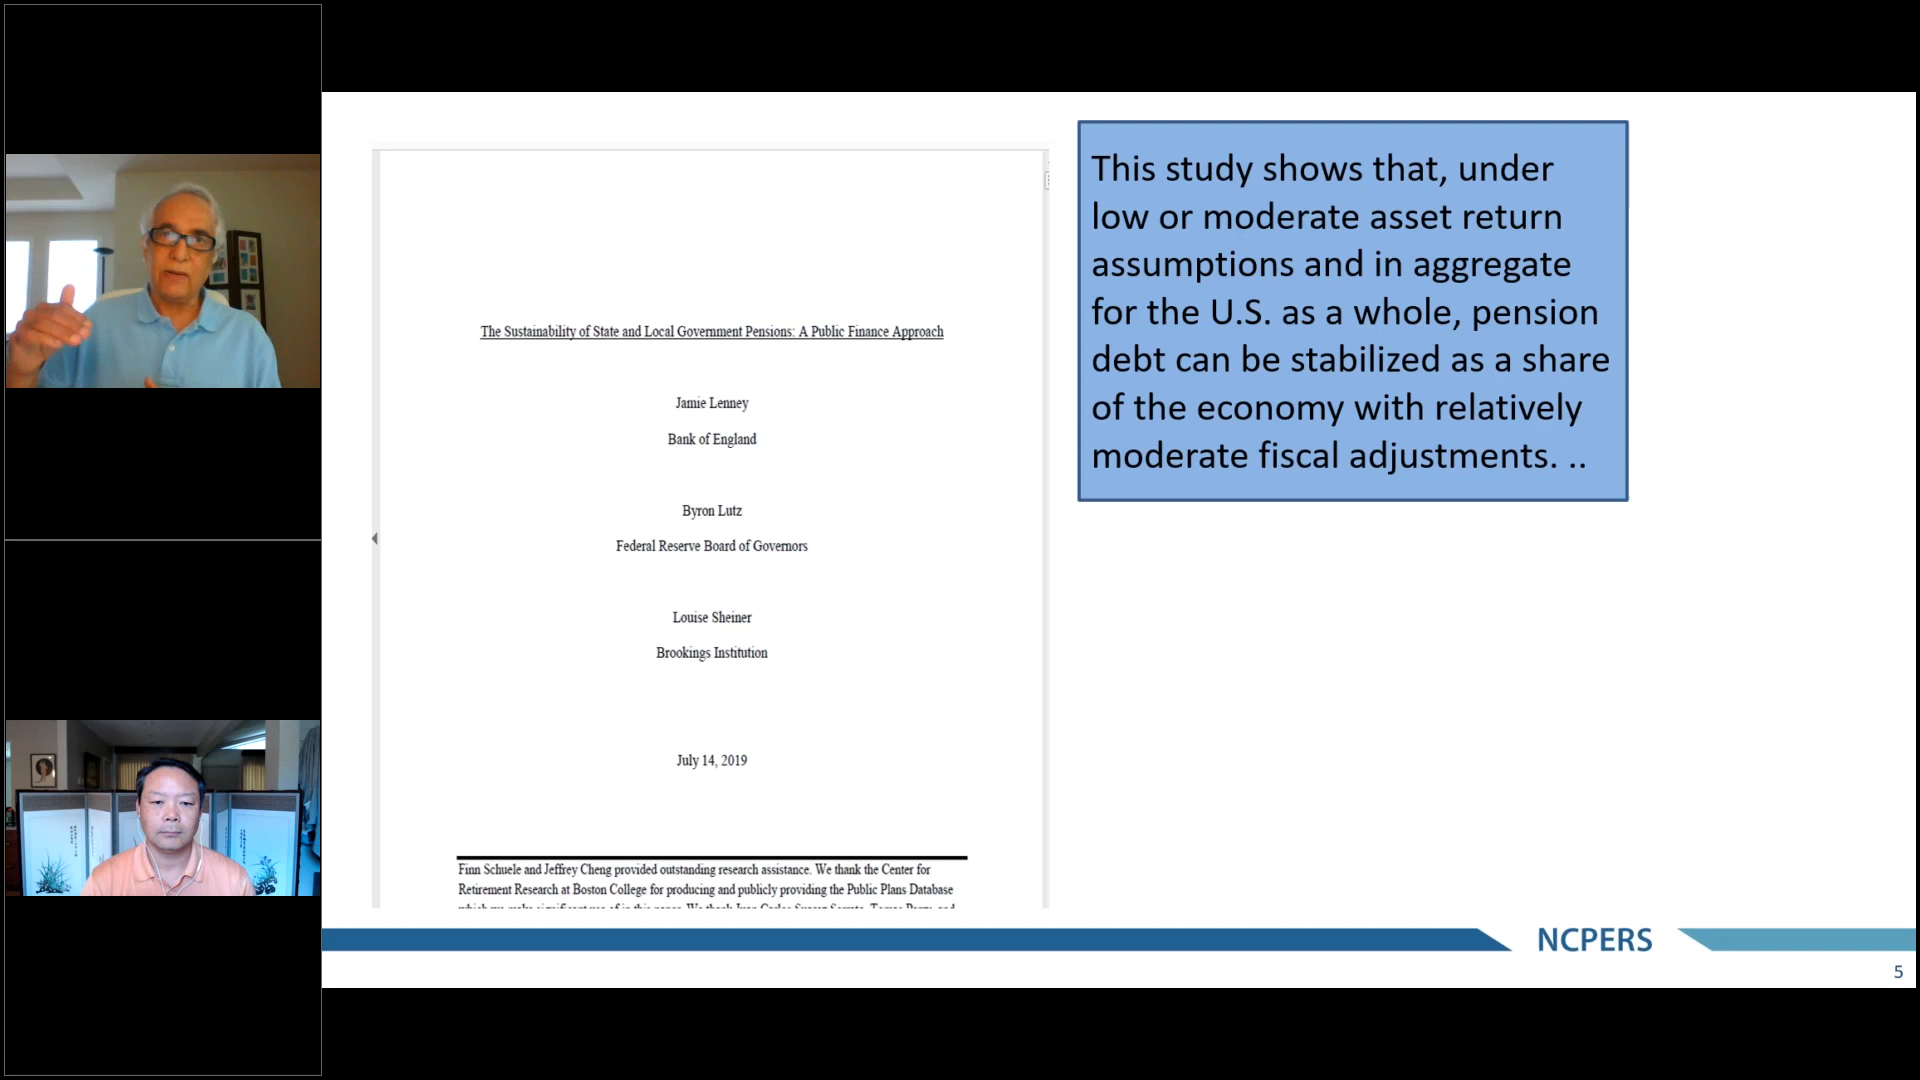 The Sustainability of State and Local Government Pensions: A Public Finance Approach
Jamie Lenney
Bank of England
Byron Lutz
Federal Reserve Board of Governors
Louise Sheiner
Brookings Institution
July 14, 2019
Finn Schuele and Jeffrey Cheng provided outstanding research assistance. We thank the Center for
Retirement Research at Boston College for producing and publicly providing the Public Plans Database
This study shows that, under
low or moderate asset return
assumptions and in aggregate
for the U.S. as a whole, pension
debt can be stabilized as a share
of the economy with relatively
moderate fiscal adjustments. ..
NCPERS
5